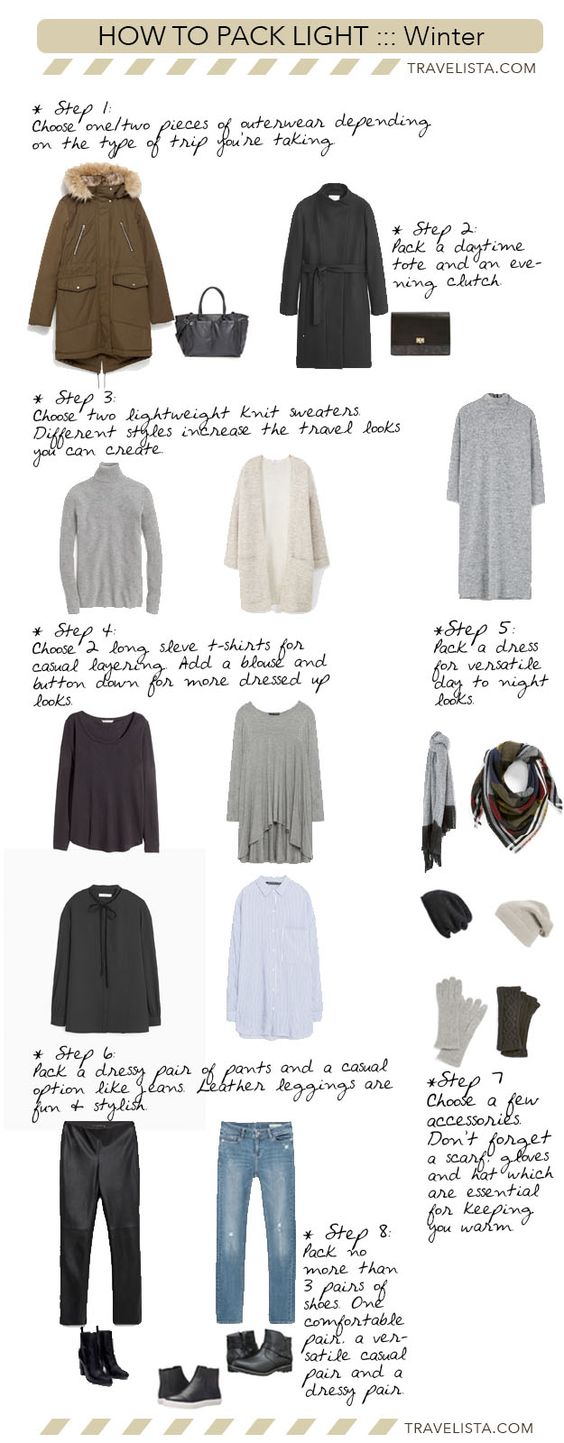 HOW TO PACK LIGHT ::: Winter
TRAVELISTA.COM
* Step 1:
Choose one/two pieces of outerwear depending
on the type of trip you're taking.
* Step 2:
Pack a daytime
tote and an eve-
ning clutch.
* Step 3:
Choose two lightweight knit sweaters.
Different styles increase the travel looks
you can create.
* Step 4:
Choose 2 long sleve t-shirts for
casual layering. Add a blouse and
button down for more dressed up
looks.
*Step 5:
Pack a dress
for versatile
day to night
looks.
* Step 6:
Pack a dressy pair of pants and a casual
option like jeans. Leather leggings are
fun & stylish.
*Step 7
Choose a few
accessories.
Don't forget
a scarf, gloves
and hat which
are essential
for keeping
you warm.
* Step 8:
Pack no
more than
3 pairs of
shoes. One
comfortable
pair, a ver-
satile casual
pair and a
dressy pair.
TRAVELISTA.COM